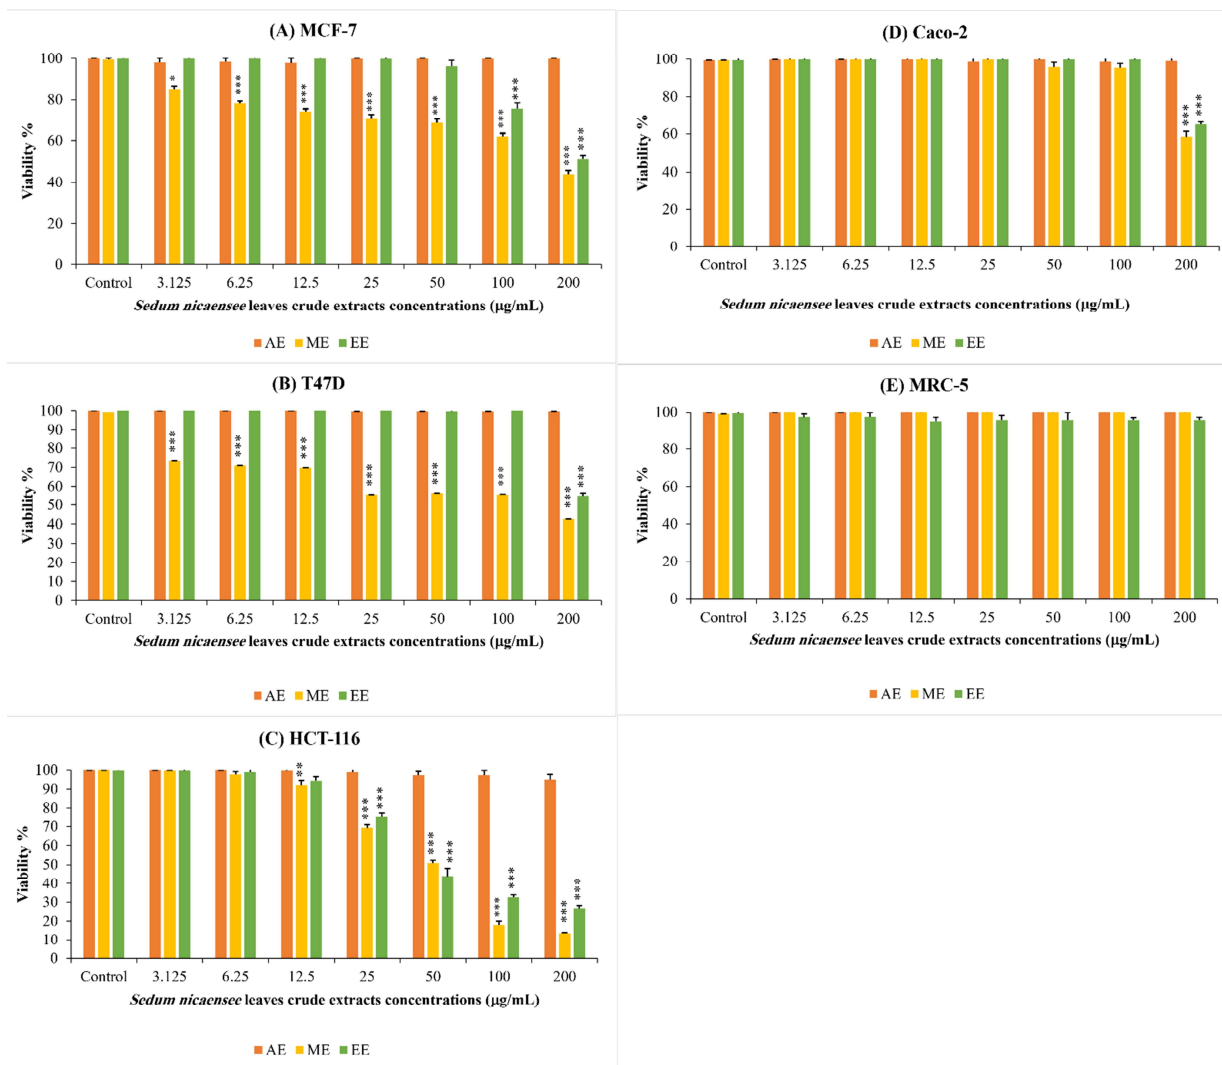 (A) MCF-7
100
80
60
40
20
0
Viability %
* *** *** *** *** *** *** *** ***
Control 3.125 6.25 12.5 25 50 100 200
Sedum nicaensee leaves crude extracts concentrations (µg/mL)
AE ME EE
(D) Caco-2
100
80
60
40
20
0
Viability %
*** ***
Control 3.125 6.25 12.5 25 50 100 200
Sedum nicaensee leaves crude extracts concentrations (µg/mL)
AE ME EE
(B) T47D
100
90
80
70
60
50
40
30
20
10
0
Viability %
*** *** *** *** *** *** *** ***
Control 3.125 6.25 12.5 25 50 100 200
Sedum nicaensee leaves crude extracts concentrations (µg/mL)
AE ME EE
(E) MRC-5
100
80
60
40
20
0
Viability %
Control 3.125 6.25 12.5 25 50 100 200
Sedum nicaensee leaves crude extracts concentrations (µg/mL)
AE ME EE
(C) HCT-116
100
90
80
70
60
50
40
30
20
10
0
Viability %
** *** *** *** *** *** *** *** ***
Control 3.125 6.25 12.5 25 50 100 200
Sedum nicaensee leaves crude extracts concentrations (µg/mL)
AE ME EE